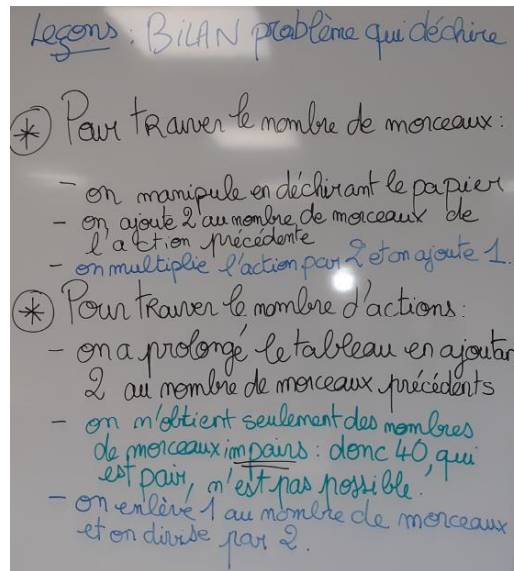 Leçons : BILAN problème qui déchire
* Pour trouver le nombre de morceaux :
- on manipule en déchirant le papier
- on ajoute 2 au nombre de morceaux de
l'action précédente
- on multiplie l'action par 2 et on ajoute 1.
* Pour trouver le nombre d'actions :
- on a prolongé le tableau en ajoutan
2 au nombre de morceaux précédents
- on n'obtient seulement des nombres
de morceaux impairs : donc 40, qui
est pair, n'est pas possible.
- on enlève 1 au nombre de morceaux
et on divise par 2.